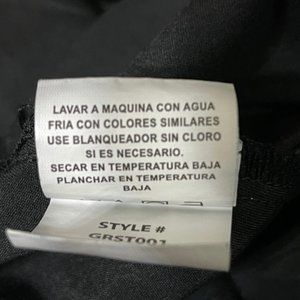 LAVAR A MAQUINA CON AGUA
FRIA CON COLORES SIMILARES
USE BLANQUEADOR SIN CLORO
SI ES NECESARIO.
SECAR EN TEMPERATURA BAJA
PLANCHAR EN TEMPERATURA
BAJA
STYLE #
GRST001